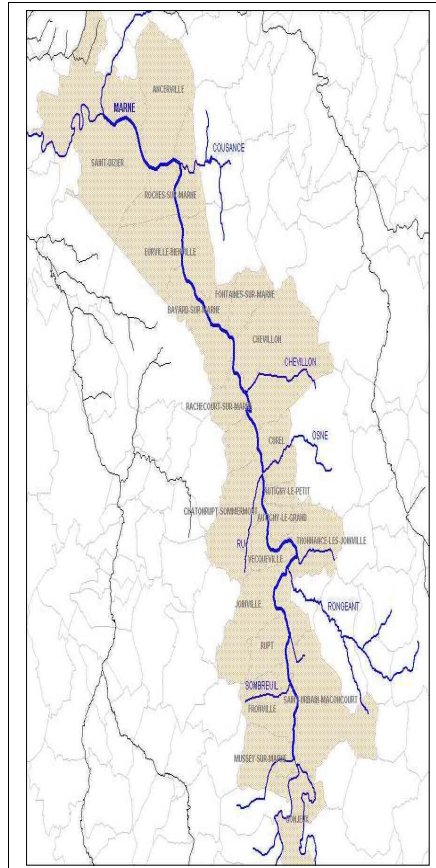 ANCERVILLE
MARNE
COUSANCE
SAINT-DIZIER
ROCHES-SUR-MARNE
EURVILLE-BIENVILLE
FONTAINES-SUR-MARNE
BAYARD-SUR-MARNE
CHEVILLON
CHEVILLON
RACHECOURT-SUR-MARNE
OSNE
CUREL
AUTIGNY-LE-PETIT
CHATONRUPT-SOMMERMONT
AUTIGNY-LE-GRAND
THONNANCE-LES-JOINVILLE
RU
VECQUEVILLE
JOINVILLE
RONGEANT
RUPT
SOMBREUIL
SAINT-URBAIN-MACONCOURT
FRONVILLE
MUSSEY-SUR-MARNE
DONJEUX